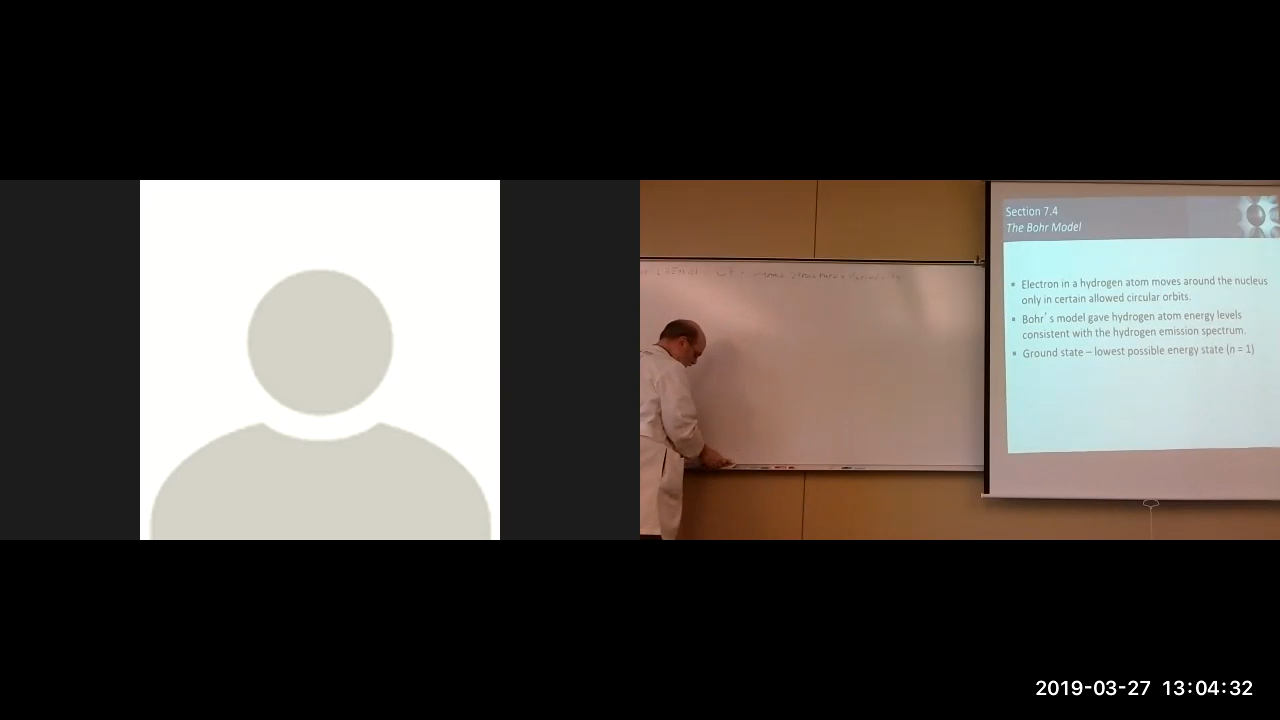 Section 7.4
The Bohr Model
▪ Electron in a hydrogen atom moves around the nucleus
only in certain allowed circular orbits.
▪ Bohr's model gave hydrogen atom energy levels
consistent with the hydrogen emission spectrum.
▪ Ground state – lowest possible energy state (n = 1)
2019-03-27 13:04:32